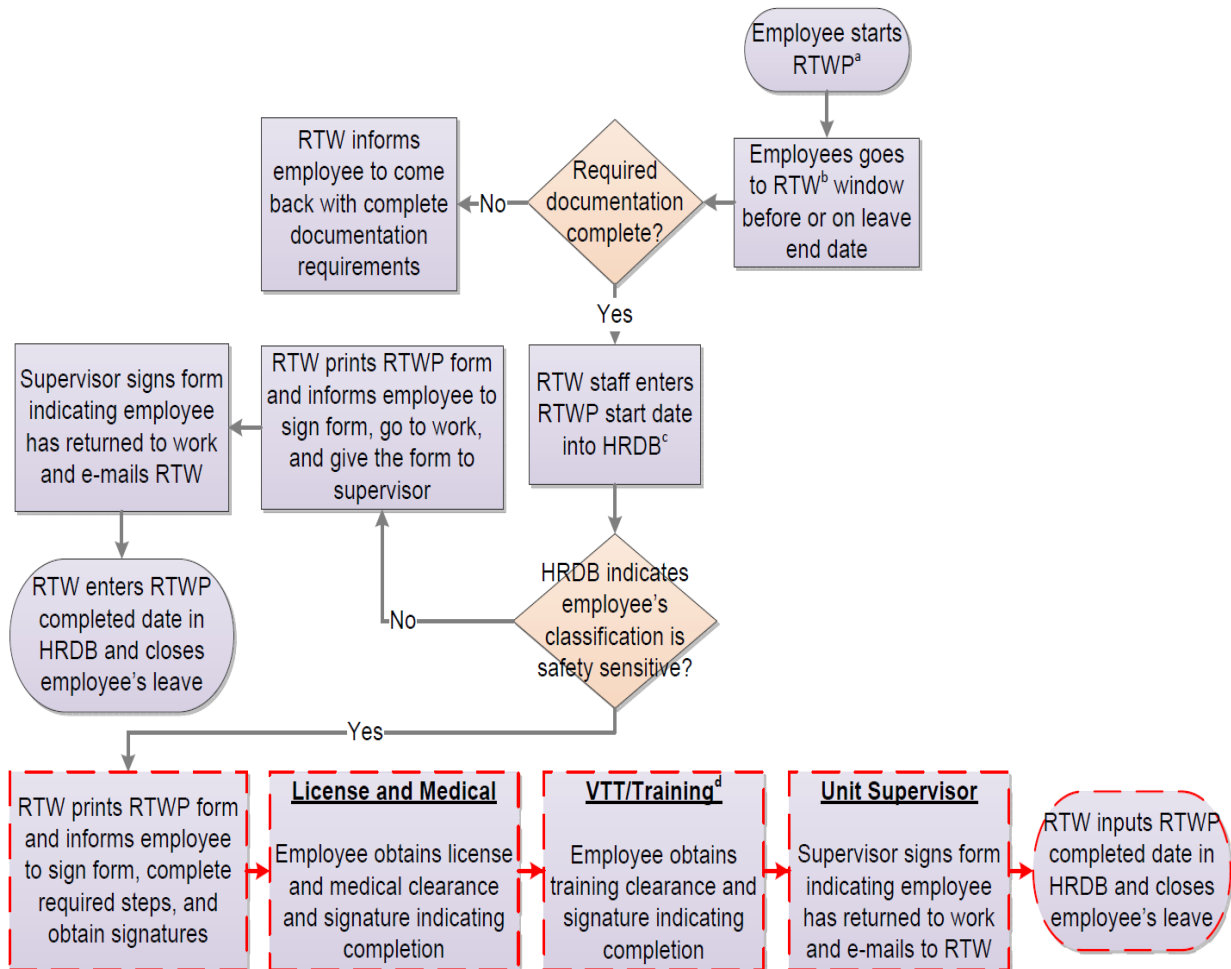 Employee starts
RTWPᵃ
Employees goes
to RTWᵇ window
before or on leave
end date
Required
documentation
complete?
No
RTW informs
employee to come
back with complete
documentation
requirements
Yes
RTW staff enters
RTWP start date
into HRDBᶜ
HRDB indicates
employee's
classification is
safety sensitive?
No
RTW prints RTWP form
and informs employee to
sign form, go to work,
and give the form to
supervisor
Supervisor signs form
indicating employee
has returned to work
and e-mails RTW
RTW enters RTWP
completed date in
HRDB and closes
employee's leave
Yes
RTW prints RTWP form
and informs employee
to sign form, complete
required steps, and
obtain signatures
License and Medical
Employee obtains license
and medical clearance
and signature indicating
completion
VTT/Trainingᵈ
Employee obtains
training clearance and
signature indicating
completion
Unit Supervisor
Supervisor signs form
indicating employee
has returned to work
and e-mails to RTW
RTW inputs RTWP
completed date in
HRDB and closes
employee's leave